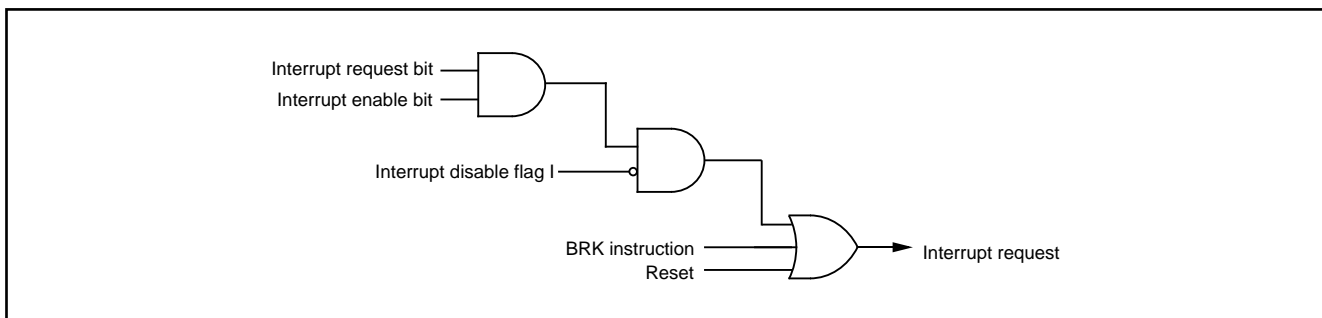 Interrupt request bit
Interrupt enable bit
Interrupt disable flag I
BRK instruction
Reset
Interrupt request